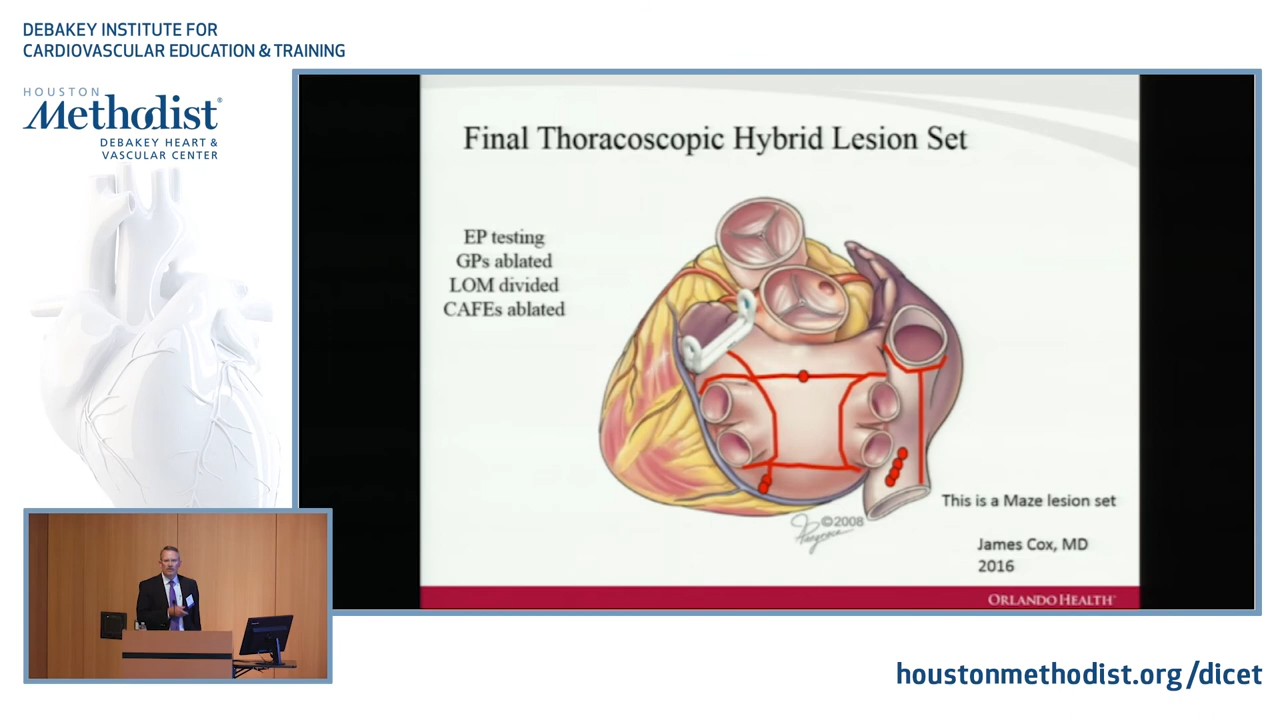 DEBAKEY INSTITUTE FOR
CARDIOVASCULAR EDUCATION & TRAINING
HOUSTON
Methodist®
DEBAKEY HEART &
VASCULAR CENTER
Final Thoracoscopic Hybrid Lesion Set
EP testing
GPs ablated
LOM divided
CAFEs ablated
©2008
This is a Maze lesion set
James Cox, MD
2016
ORLANDO HEALTH
houstonmethodist.org/dicet